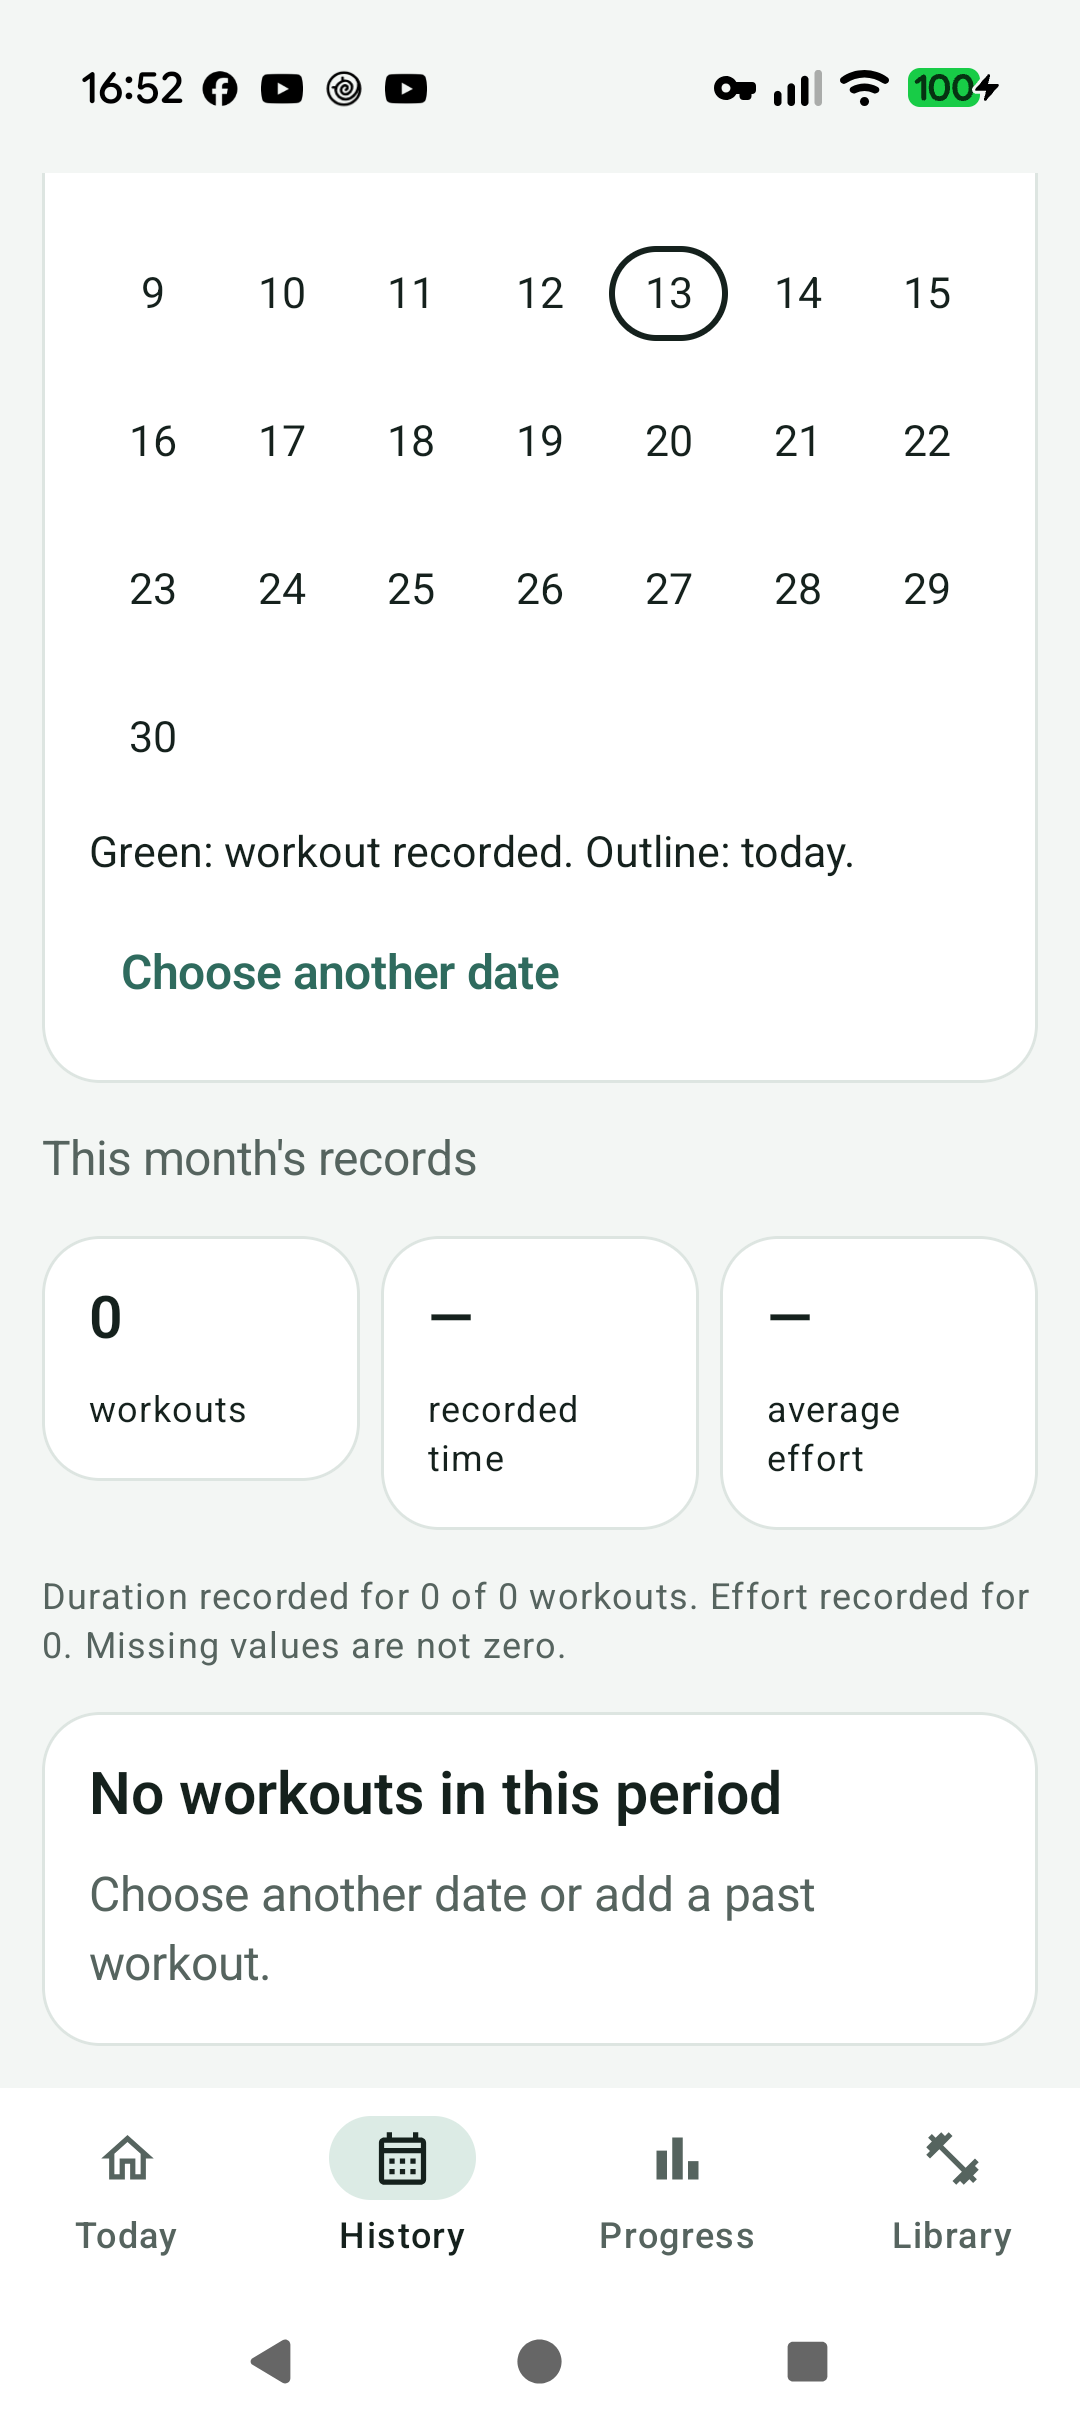 16:52
100
9 10 11 12 13 14 15
16 17 18 19 20 21 22
23 24 25 26 27 28 29
30
Green: workout recorded. Outline: today.
Choose another date
This month's records
0
workouts
—
recorded
time
—
average
effort
Duration recorded for 0 of 0 workouts. Effort recorded for
0. Missing values are not zero.
No workouts in this period
Choose another date or add a past
workout.
Today History Progress Library